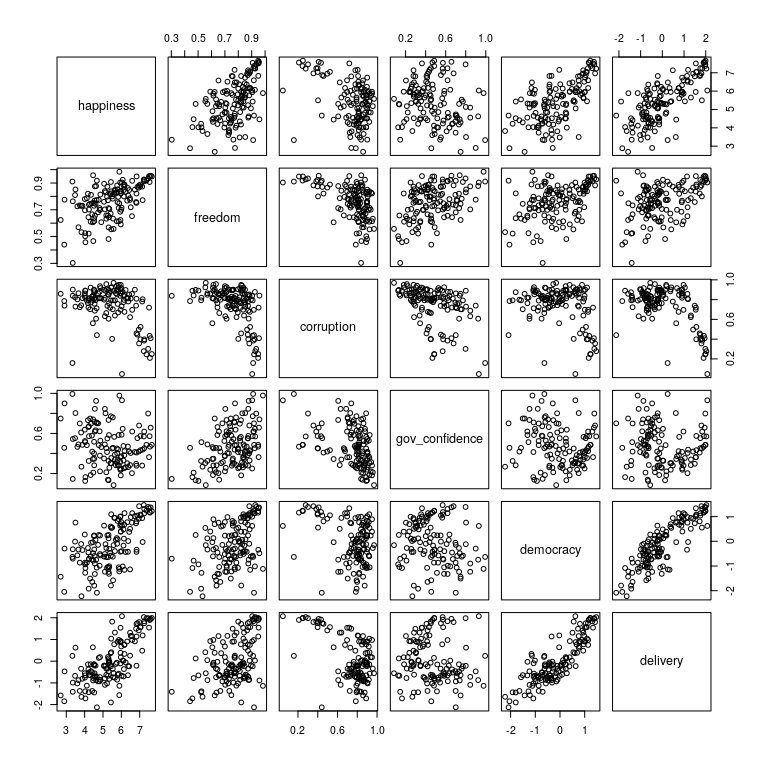 0.3 0.5 0.7 0.9 0.2 0.6 1.0 -2 -1 0 1 2
happiness
3 4 5 6 7
0.3 0.5 0.7 0.9
freedom
corruption
0.2 0.6 1.0
0.2 0.6 1.0
gov_confidence
democracy
-2 -1 0 1
-2 -1 0 1 2
delivery
3 4 5 6 7 0.2 0.6 1.0 -2 -1 0 1